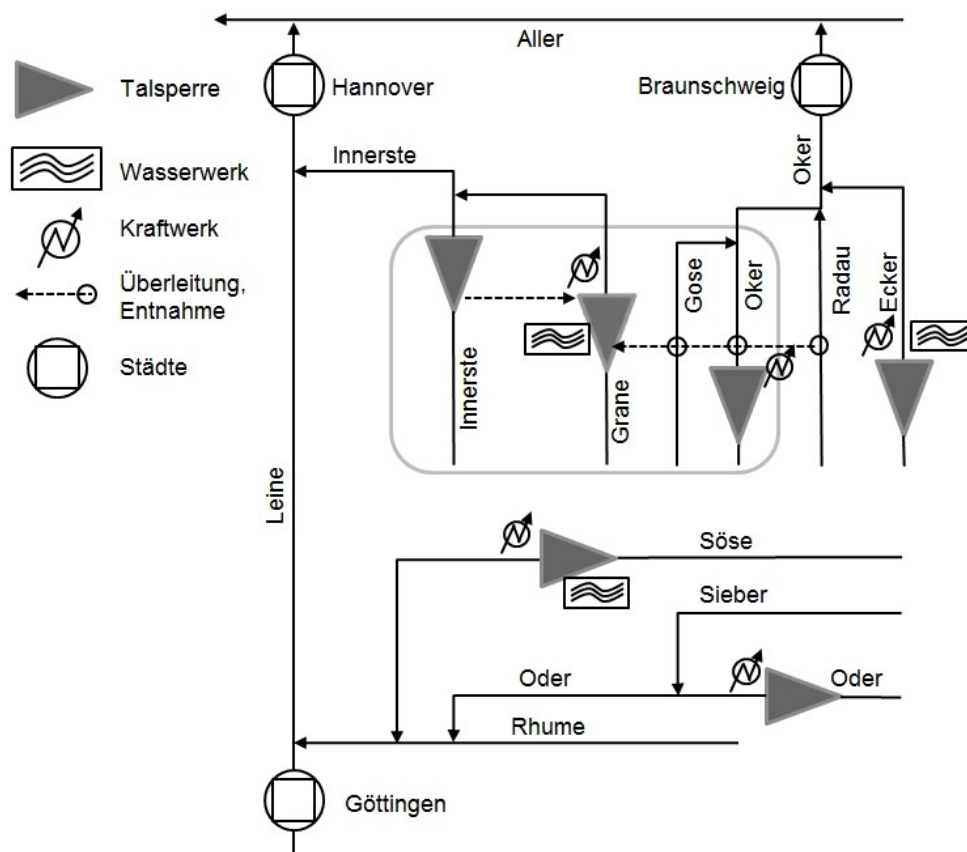 Aller
Talsperre
Hannover
Braunschweig
Wasserwerk
Innerste
Oker
Kraftwerk
Überleitung,
Entnahme
Gose
Oker
Radau
Ecker
Städte
Innerste
Grane
Leine
Söse
Sieber
Oder
Oder
Rhume
Göttingen